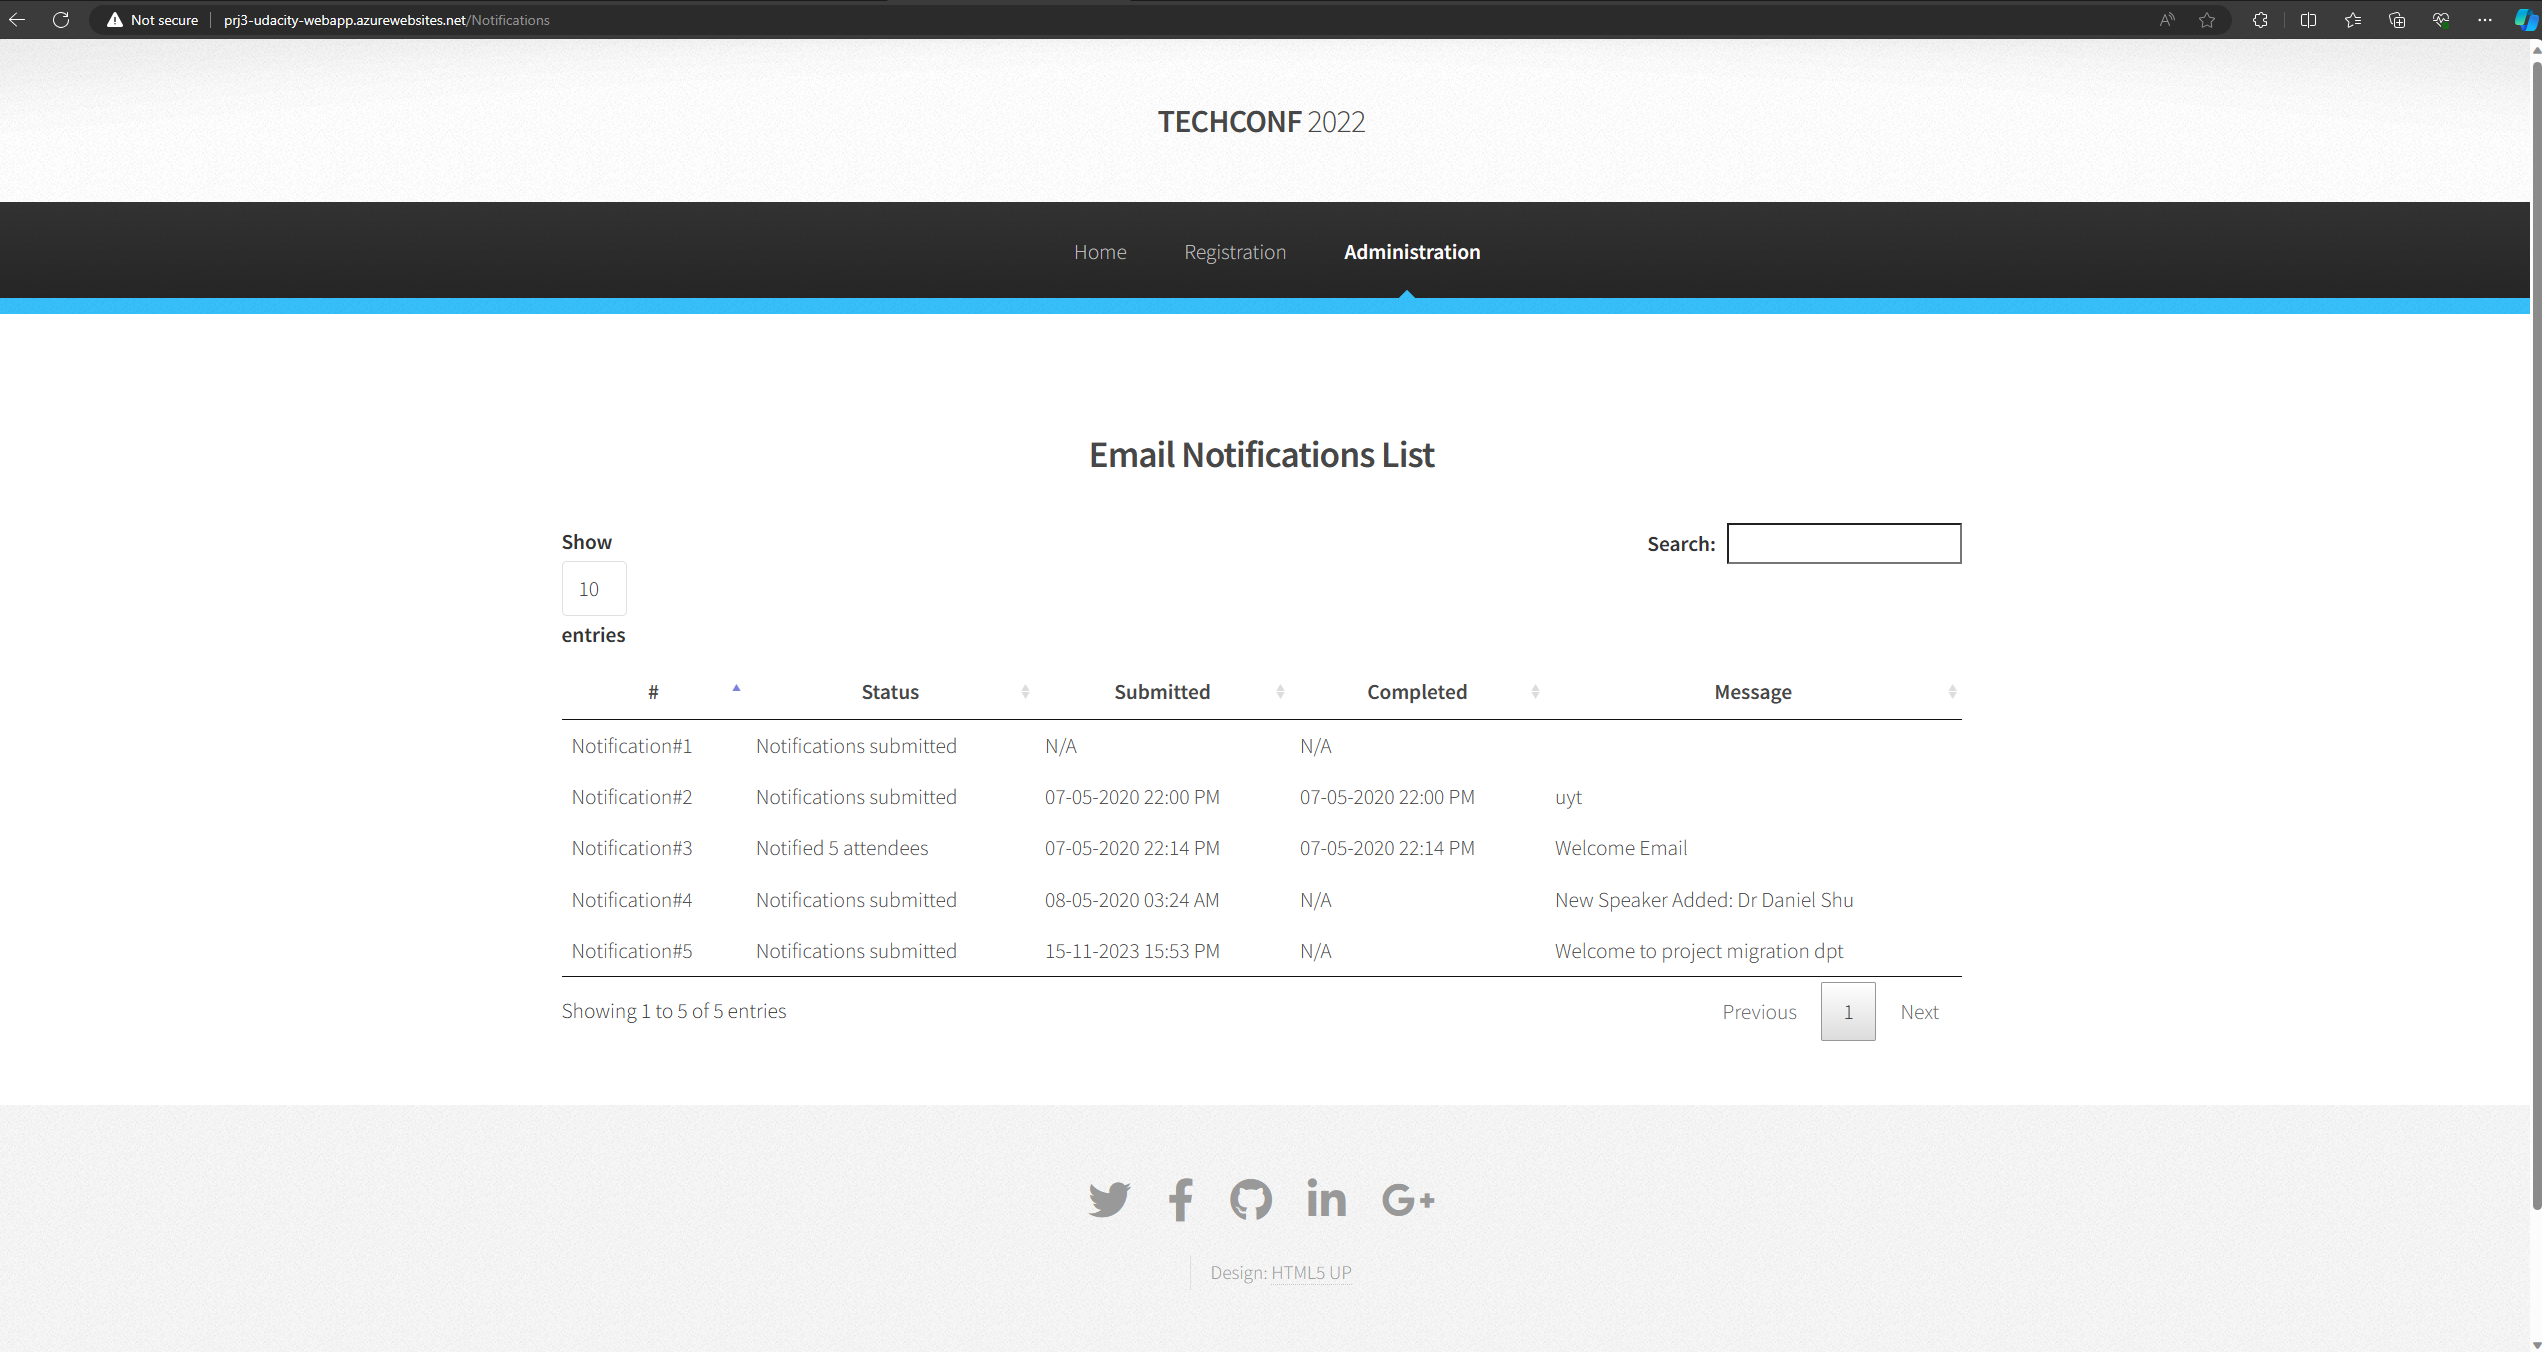 Not secure prj3-udacity-webapp.azurewebsites.net/Notifications
TECHCONF 2022
Home Registration Administration
Email Notifications List
Show
10
entries
Search:
# Status Submitted Completed Message
Notification#1 Notifications submitted N/A N/A
Notification#2 Notifications submitted 07-05-2020 22:00 PM 07-05-2020 22:00 PM uyt
Notification#3 Notified 5 attendees 07-05-2020 22:14 PM 07-05-2020 22:14 PM Welcome Email
Notification#4 Notifications submitted 08-05-2020 03:24 AM N/A New Speaker Added: Dr Daniel Shu
Notification#5 Notifications submitted 15-11-2023 15:53 PM N/A Welcome to project migration dpt
Showing 1 to 5 of 5 entries
Previous 1 Next
Design: HTML5 UP